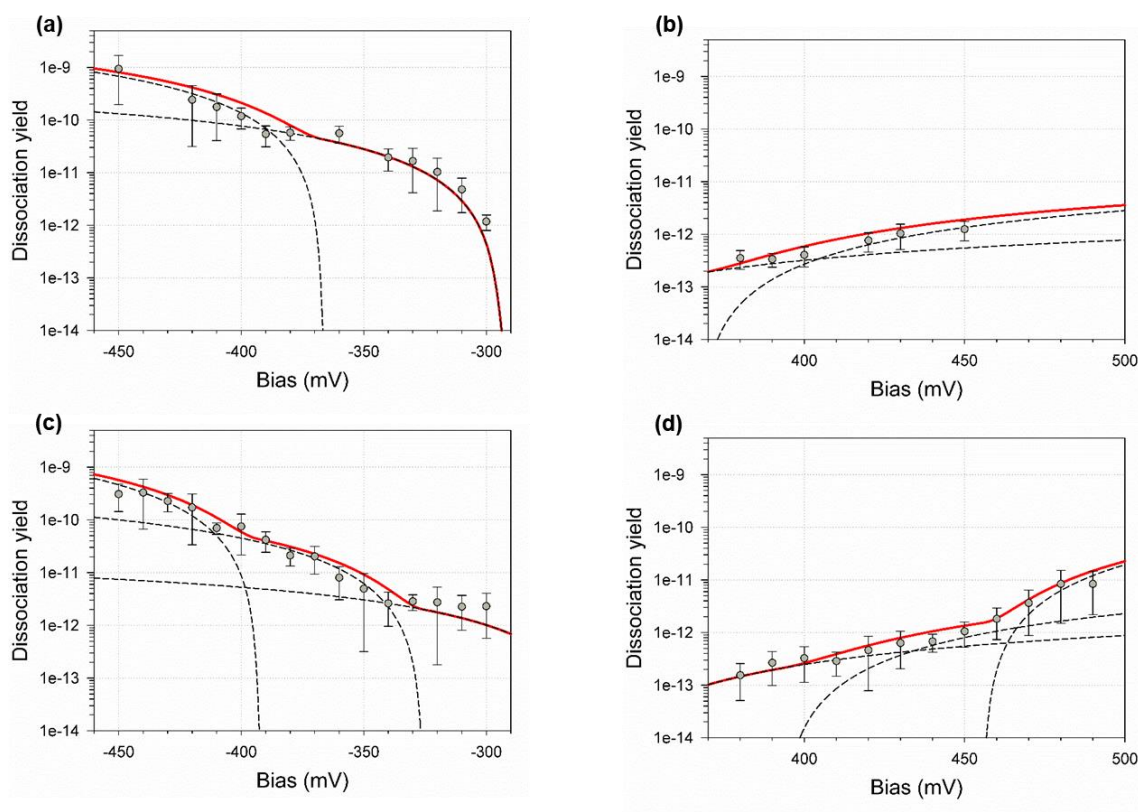 (a)
Dissociation yield
1e-9
1e-10
1e-11
1e-12
1e-13
1e-14
-450
-400
-350
-300
Bias (mV)
(b)
Dissociation yield
1e-9
1e-10
1e-11
1e-12
1e-13
1e-14
400
450
500
Bias (mV)
(c)
Dissociation yield
1e-9
1e-10
1e-11
1e-12
1e-13
1e-14
-450
-400
-350
-300
Bias (mV)
(d)
Dissociation yield
1e-9
1e-10
1e-11
1e-12
1e-13
1e-14
400
450
500
Bias (mV)